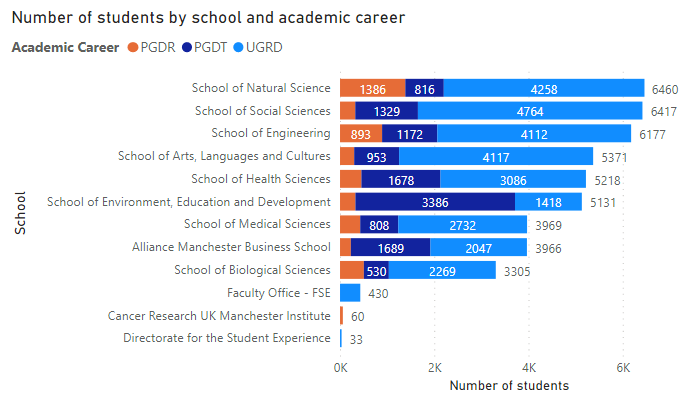 Number of students by school and academic career
Academic Career PGDR PGDT UGRD
School of Natural Science 1386 816 4258 6460
School of Social Sciences 1329 4764 6417
School of Engineering 893 1172 4112 6177
School of Arts, Languages and Cultures 953 4117 5371
School of Health Sciences 1678 3086 5218
School of Environment, Education and Development 3386 1418 5131
School of Medical Sciences 808 2732 3969
Alliance Manchester Business School 1689 2047 3966
School of Biological Sciences 530 2269 3305
Faculty Office - FSE 430
Cancer Research UK Manchester Institute 60
Directorate for the Student Experience 33
School
0K 2K 4K 6K
Number of students